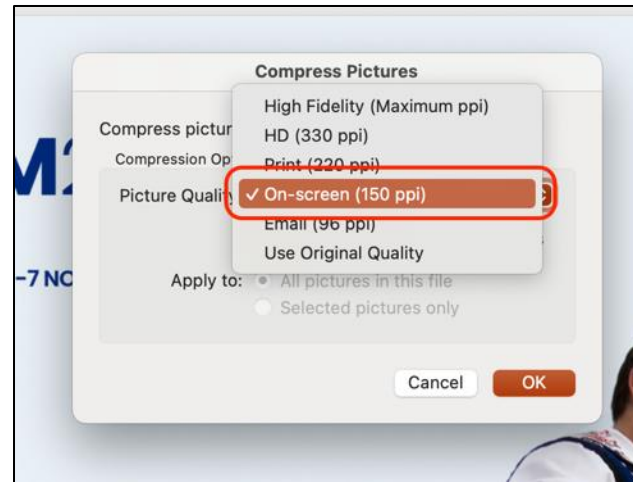 Compress Pictures
High Fidelity (Maximum ppi)
Compress pictur
HD (330 ppi)
Compression Op
Print (220 ppi)
Picture Quality
✓ On-screen (150 ppi)
Email (96 ppi)
Use Original Quality
-7 NO
Apply to:
All pictures in this file
Selected pictures only
Cancel
OK